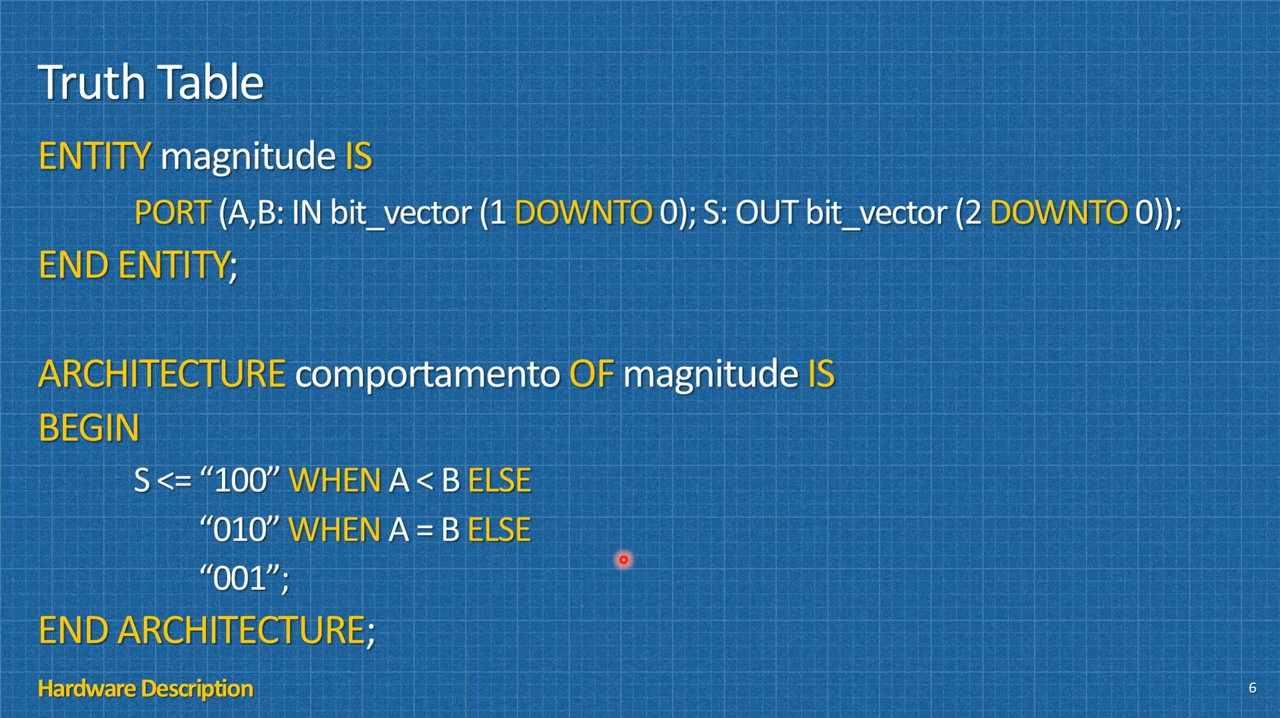 Truth Table
ENTITY magnitude IS
PORT (A,B: IN bit_vector (1 DOWNTO 0); S: OUT bit_vector (2 DOWNTO 0));
END ENTITY;
ARCHITECTURE comportamento OF magnitude IS
BEGIN
S <= “100” WHEN A < B ELSE
“010” WHEN A = B ELSE
“001”;
END ARCHITECTURE;
Hardware Description
6